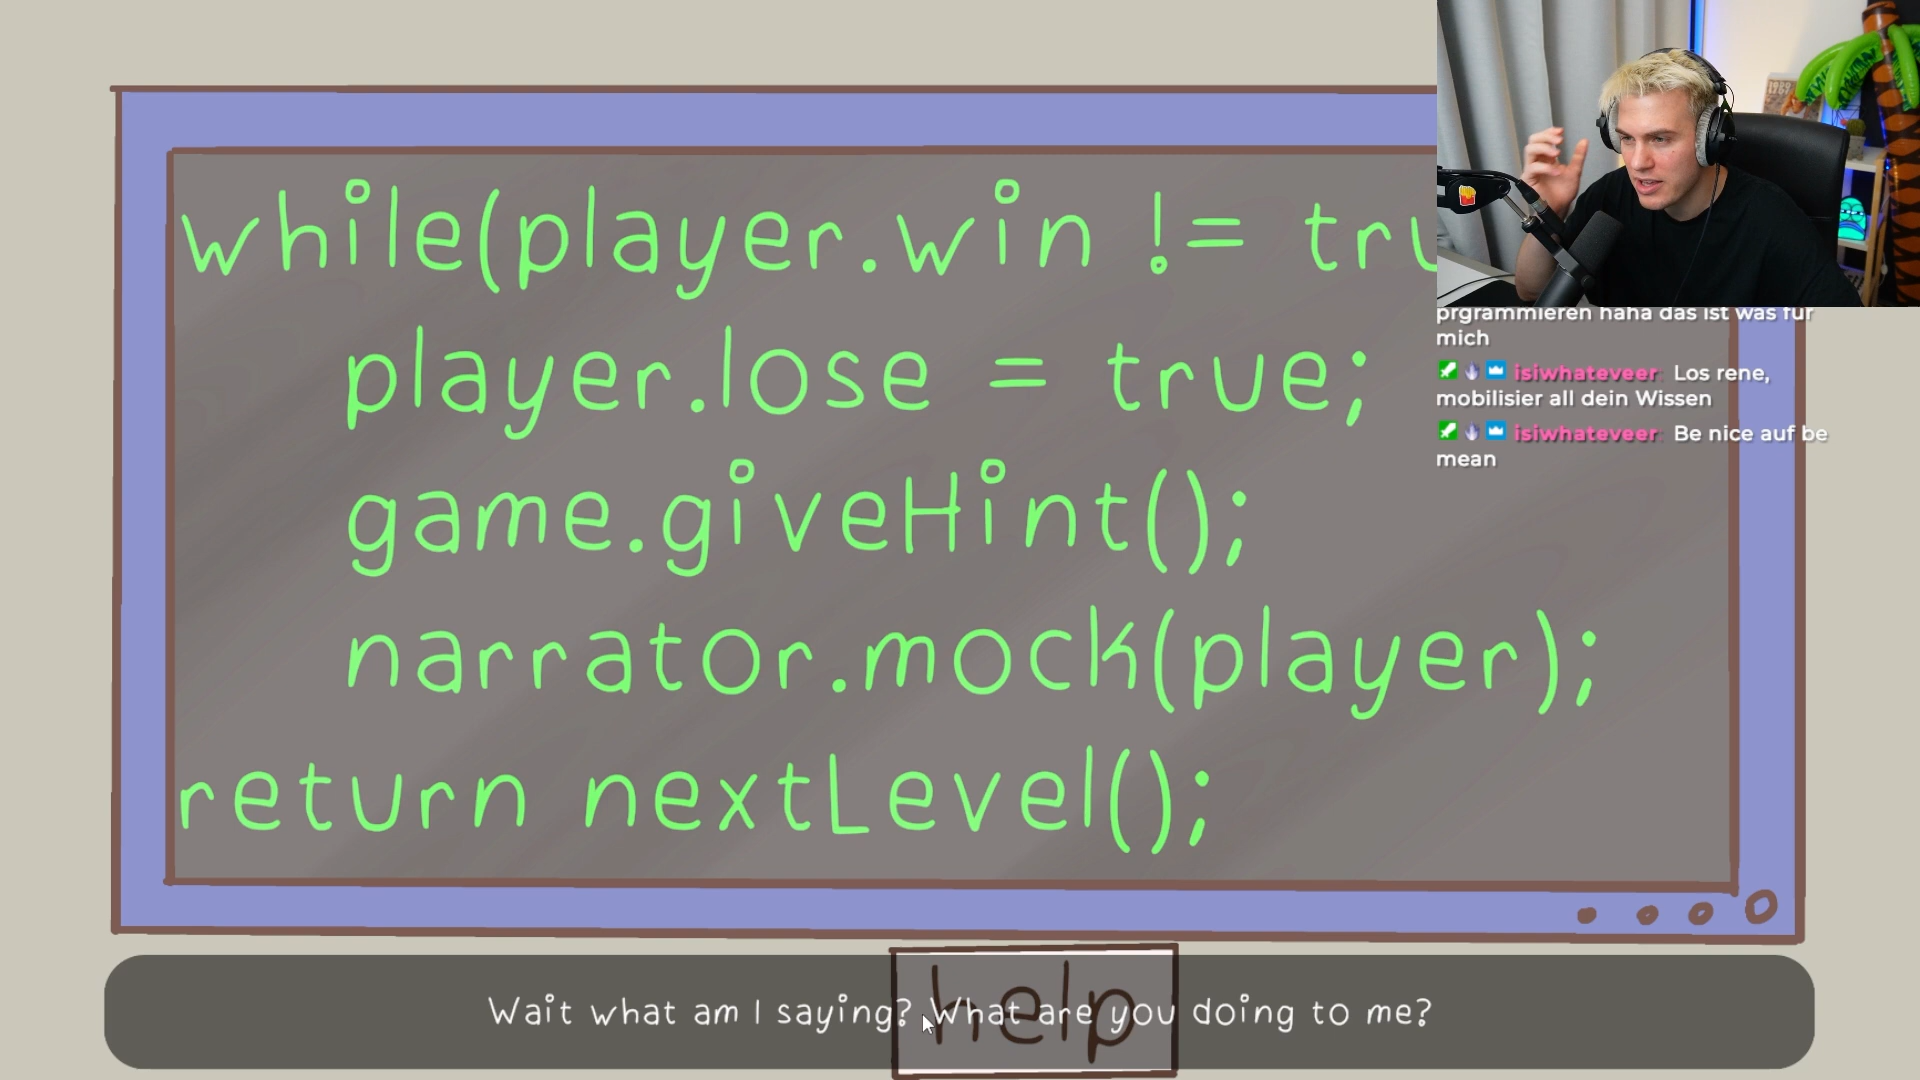 while(player.win != tru
player.lose = true;
game.giveHint();
narrator.mock(player);
return nextLevel();
prgrammieren haha das ist was für
mich
isiwhateveer: Los rene,
mobilisier all dein Wissen
isiwhateveer: Be nice auf be
mean
help
Wait what am I saying? What are you doing to me?